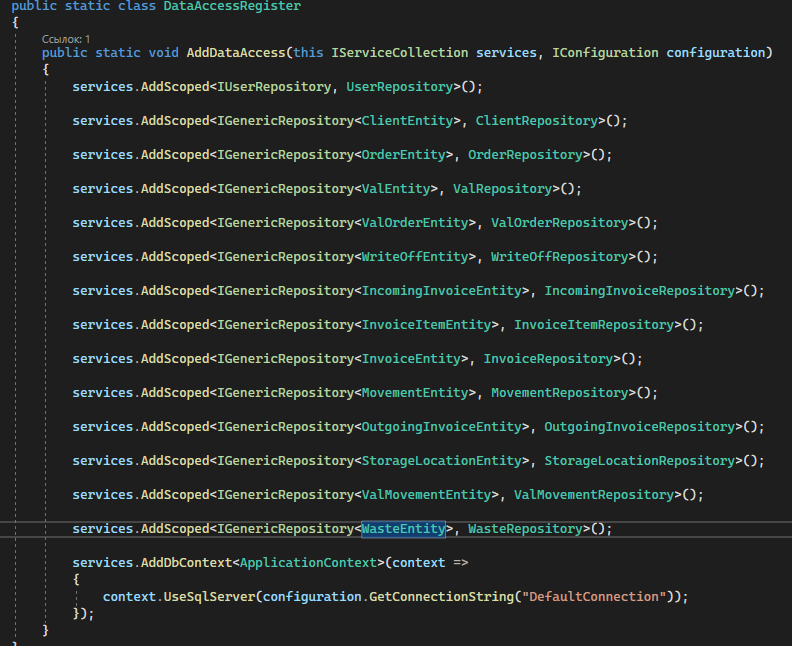 public static class DataAccessRegister
{
Ссылок: 1
public static void AddDataAccess(this IServiceCollection services, IConfiguration configuration)
{
services.AddScoped<IUserRepository, UserRepository>();
services.AddScoped<IGenericRepository<ClientEntity>, ClientRepository>();
services.AddScoped<IGenericRepository<OrderEntity>, OrderRepository>();
services.AddScoped<IGenericRepository<ValEntity>, ValRepository>();
services.AddScoped<IGenericRepository<ValOrderEntity>, ValOrderRepository>();
services.AddScoped<IGenericRepository<WriteOffEntity>, WriteOffRepository>();
services.AddScoped<IGenericRepository<IncomingInvoiceEntity>, IncomingInvoiceRepository>();
services.AddScoped<IGenericRepository<InvoiceItemEntity>, InvoiceItemRepository>();
services.AddScoped<IGenericRepository<InvoiceEntity>, InvoiceRepository>();
services.AddScoped<IGenericRepository<MovementEntity>, MovementRepository>();
services.AddScoped<IGenericRepository<OutgoingInvoiceEntity>, OutgoingInvoiceRepository>();
services.AddScoped<IGenericRepository<StorageLocationEntity>, StorageLocationRepository>();
services.AddScoped<IGenericRepository<ValMovementEntity>, ValMovementRepository>();
services.AddScoped<IGenericRepository<WasteEntity>, WasteRepository>();
services.AddDbContext<ApplicationContext>(context =>
{
context.UseSqlServer(configuration.GetConnectionString("DefaultConnection"));
});
}
}